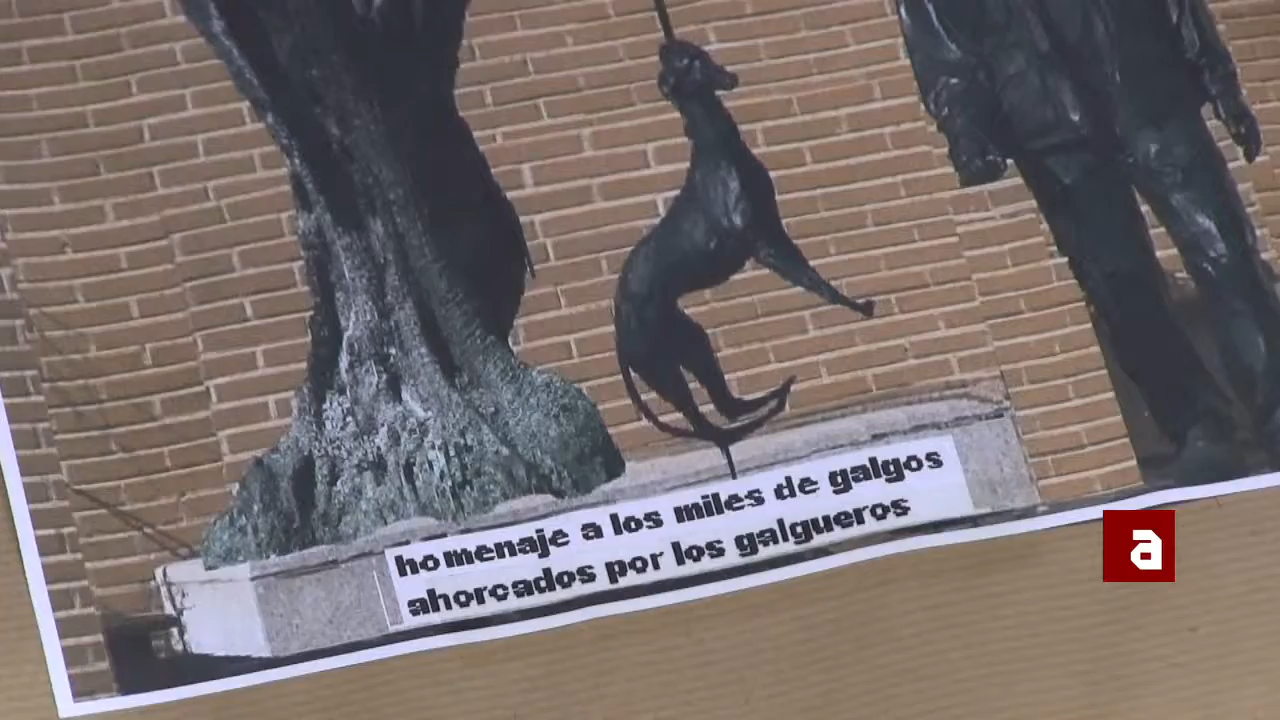 homenaje a los miles de galgos
ahorcados por los galgueros
a